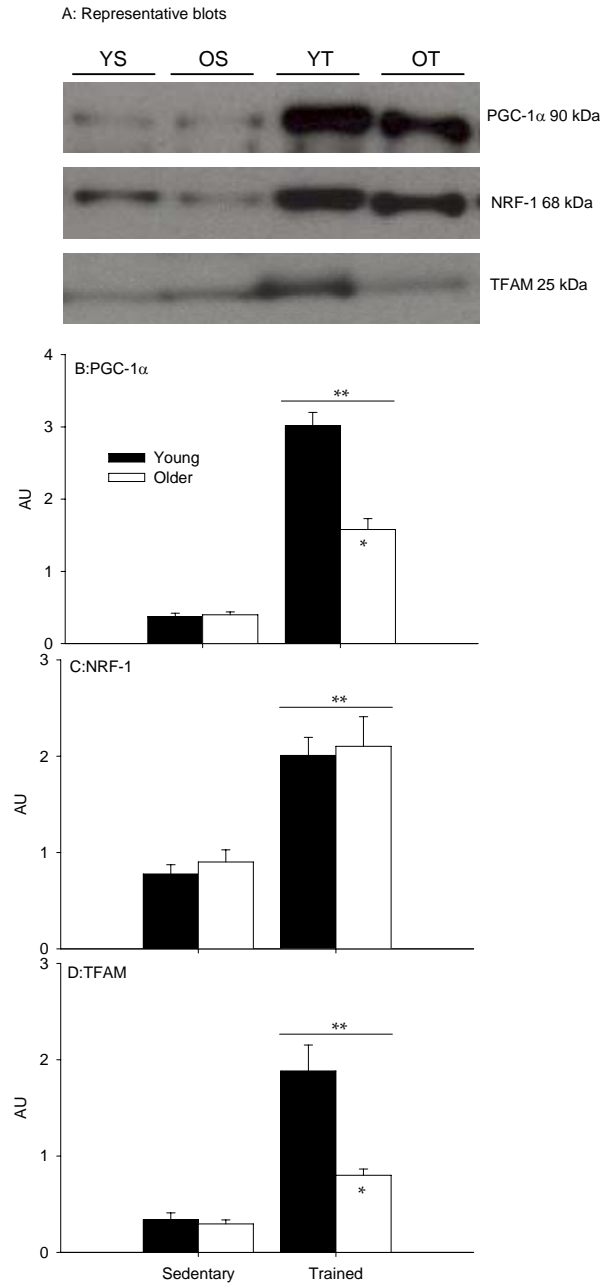 A: Representative blots
YS OS YT OT
PGC-1α 90 kDa
NRF-1 68 kDa
TFAM 25 kDa
4
B:PGC-1α
**
3
Young
Older
AU
2
*
1
0
3
C:NRF-1
**
2
AU
1
0
3
D:TFAM
**
2
AU
1
*
0
Sedentary Trained